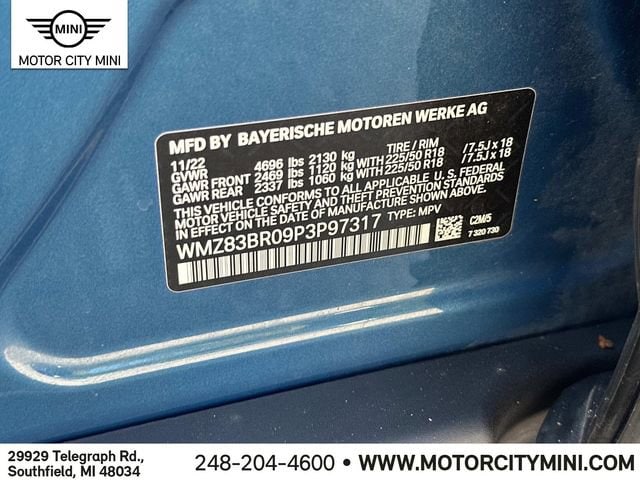 MINI
MOTOR CITY MINI
MFD BY BAYERISCHE MOTOREN WERKE AG
11/22 TIRE / RIM
GVWR 4696 lbs 2130 kg
GAWR FRONT 2469 lbs 1120 kg WITH 225/50 R18 /7.5J x 18
GAWR REAR 2337 lbs 1060 kg WITH 225/50 R18 /7.5J x 18
THIS VEHICLE CONFORMS TO ALL APPLICABLE U. S. FEDERAL
MOTOR VEHICLE SAFETY AND THEFT PREVENTION STANDARDS
IN EFFECT ON THE DATE OF MANUFACTURE SHOWN ABOVE.
WMZ83BR09P3P97317 TYPE: MPV
C2M/5
7 320 730
29929 Telegraph Rd.,
Southfield, MI 48034
248-204-4600 • WWW.MOTORCITYMINI.COM